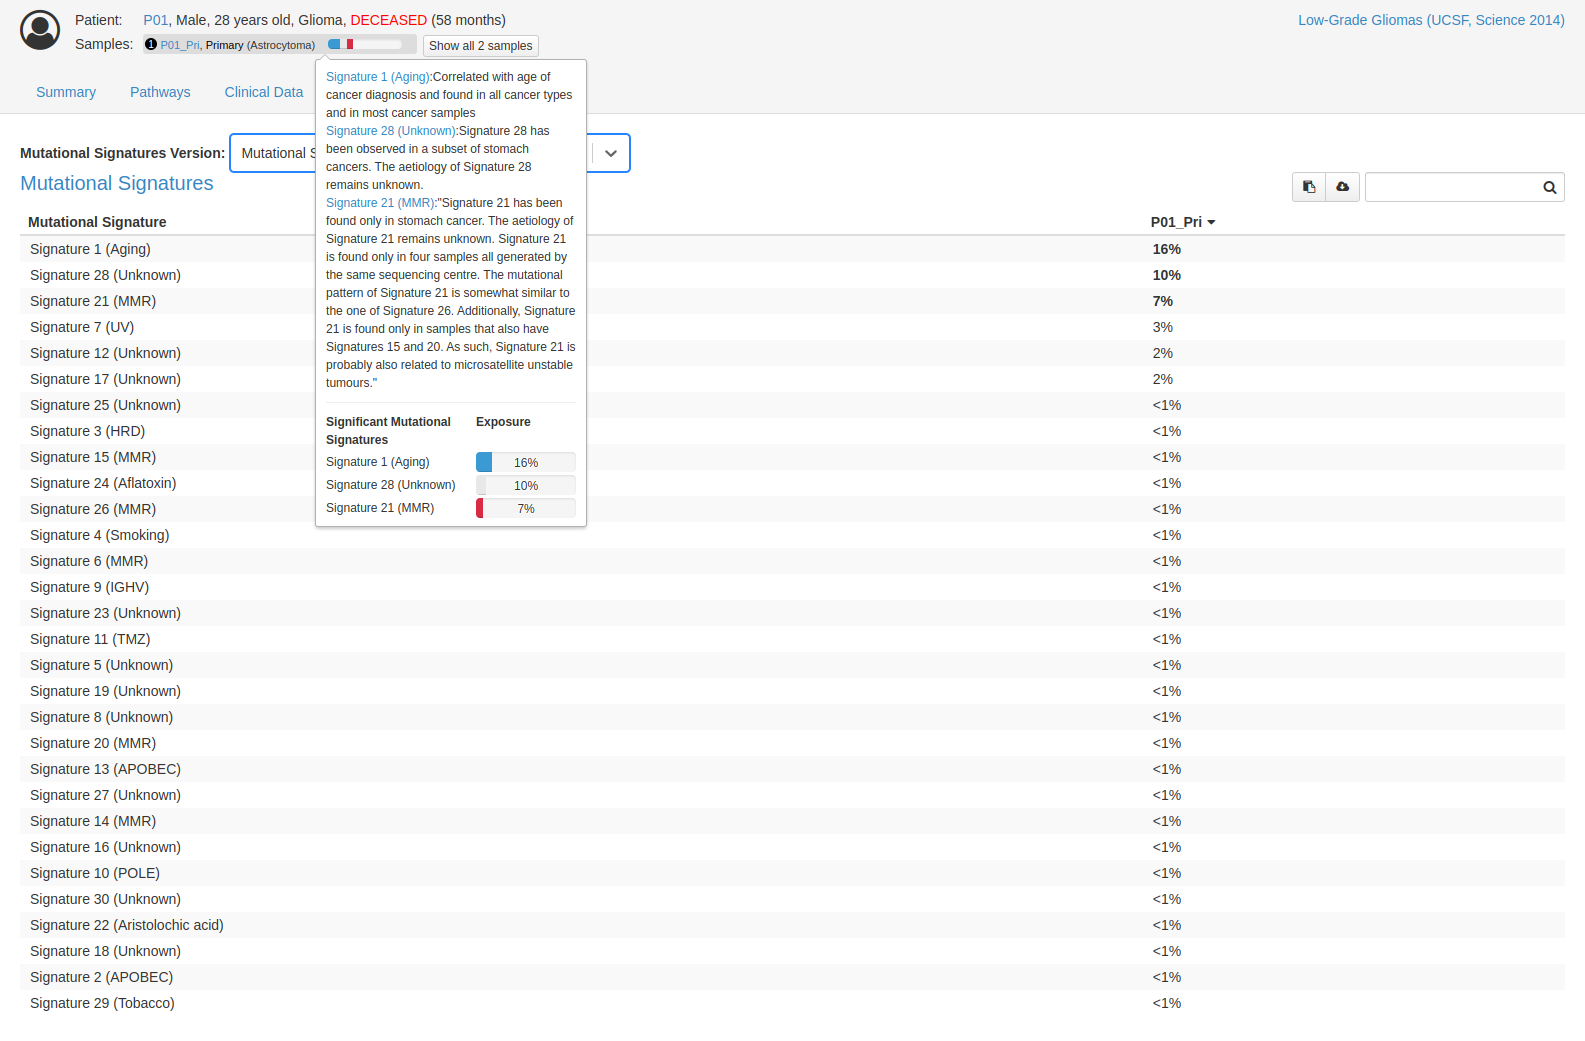 Patient: P01, Male, 28 years old, Glioma, DECEASED (58 months)
Low-Grade Gliomas (UCSF, Science 2014)
Samples: 1 P01_Pri, Primary (Astrocytoma) Show all 2 samples
Summary Pathways Clinical Data
Signature 1 (Aging):Correlated with age of
cancer diagnosis and found in all cancer types
and in most cancer samples
Signature 28 (Unknown):Signature 28 has
been observed in a subset of stomach
cancers. The aetiology of Signature 28
remains unknown.
Signature 21 (MMR):"Signature 21 has been
found only in stomach cancer. The aetiology of
Signature 21 remains unknown. Signature 21
is found only in four samples all generated by
the same sequencing centre. The mutational
pattern of Signature 21 is somewhat similar to
the one of Signature 26. Additionally, Signature
21 is found only in samples that also have
Signatures 15 and 20. As such, Signature 21 is
probably also related to microsatellite unstable
tumours."
Significant Mutational Exposure
Signatures
Signature 1 (Aging) 16%
Signature 28 (Unknown) 10%
Signature 21 (MMR) 7%
Mutational Signatures Version: Mutational S
Mutational Signatures
Mutational Signature P01_Pri
Signature 1 (Aging) 16%
Signature 28 (Unknown) 10%
Signature 21 (MMR) 7%
Signature 7 (UV) 3%
Signature 12 (Unknown) 2%
Signature 17 (Unknown) 2%
Signature 25 (Unknown) <1%
Signature 3 (HRD) <1%
Signature 15 (MMR) <1%
Signature 24 (Aflatoxin) <1%
Signature 26 (MMR) <1%
Signature 4 (Smoking) <1%
Signature 6 (MMR) <1%
Signature 9 (IGHV) <1%
Signature 23 (Unknown) <1%
Signature 11 (TMZ) <1%
Signature 5 (Unknown) <1%
Signature 19 (Unknown) <1%
Signature 8 (Unknown) <1%
Signature 20 (MMR) <1%
Signature 13 (APOBEC) <1%
Signature 27 (Unknown) <1%
Signature 14 (MMR) <1%
Signature 16 (Unknown) <1%
Signature 10 (POLE) <1%
Signature 30 (Unknown) <1%
Signature 22 (Aristolochic acid) <1%
Signature 18 (Unknown) <1%
Signature 2 (APOBEC) <1%
Signature 29 (Tobacco) <1%